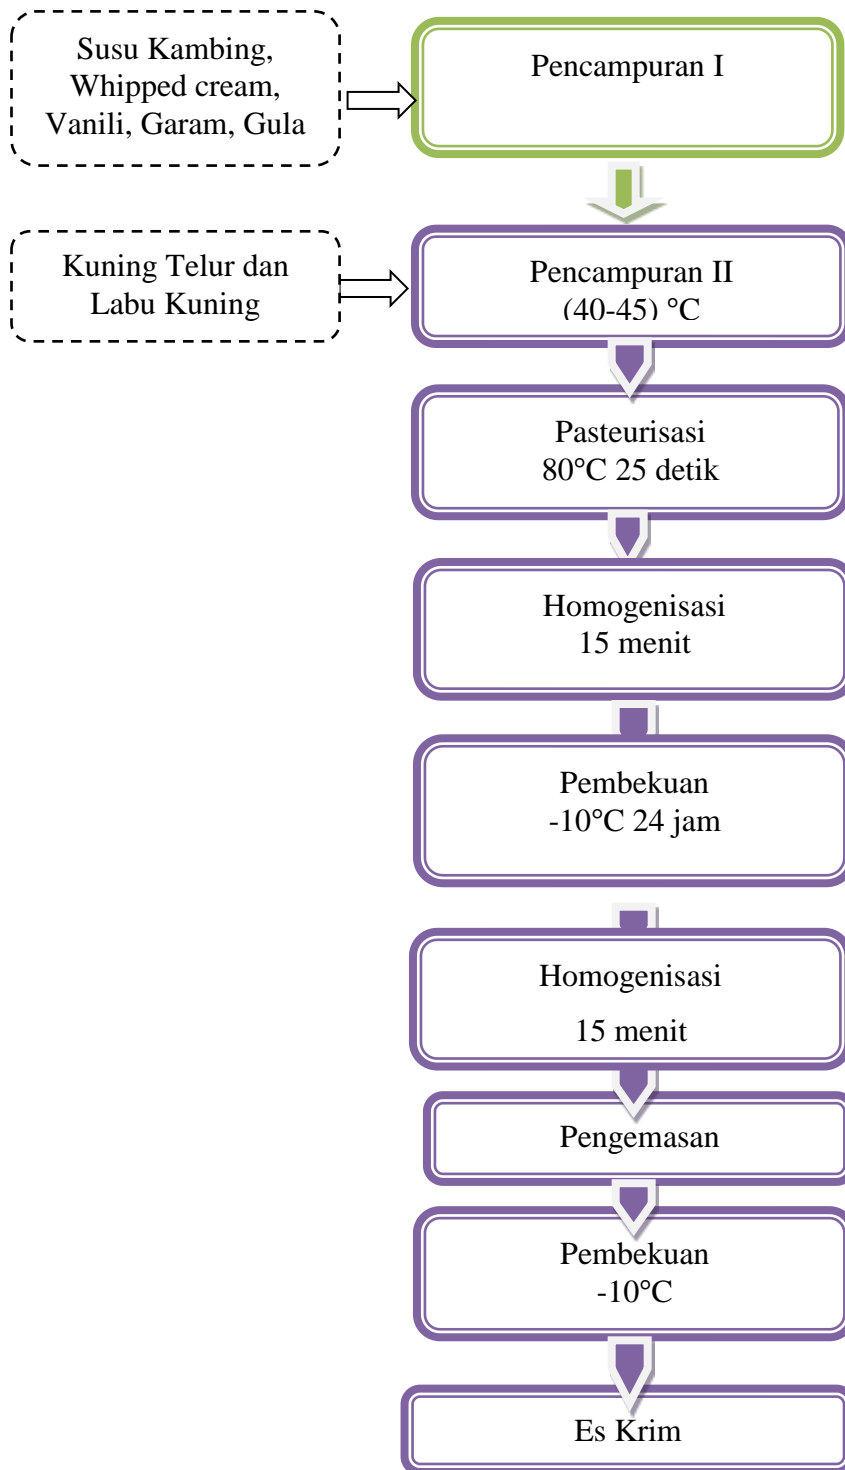 Susu Kambing,
Whipped cream,
Vanili, Garam, Gula
Pencampuran I
Kuning Telur dan
Labu Kuning
Pencampuran II
(40-45) °C
Pasteurisasi
80°C 25 detik
Homogenisasi
15 menit
Pembekuan
-10°C 24 jam
Homogenisasi
15 menit
Pengemasan
Pembekuan
-10°C
Es Krim